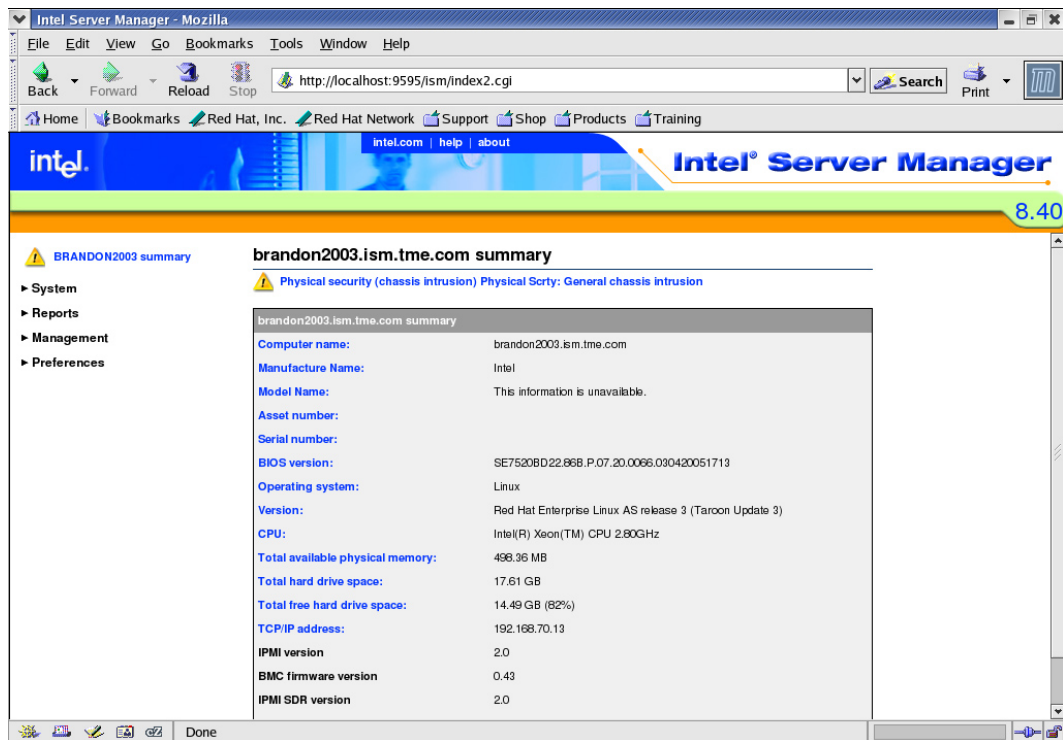 Intel Server Manager - Mozilla
File Edit View Go Bookmarks Tools Window Help
Back Forward Reload Stop http://localhost:9595/ism/index2.cgi Search Print
Home Bookmarks Red Hat, Inc. Red Hat Network Support Shop Products Training
intel.com | help | about
intel. Intel® Server Manager
8.40
BRANDON2003 summary
System
Reports
Management
Preferences
brandon2003.ism.tme.com summary
Physical security (chassis intrusion) Physical Scrty: General chassis intrusion
brandon2003.ism.tme.com summary
Computer name: brandon2003.ism.tme.com
Manufacture Name: Intel
Model Name: This information is unavailable.
Asset number:
Serial number:
BIOS version: SE7520BD22.86B.P.07.20.0066.030420051713
Operating system: Linux
Version: Red Hat Enterprise Linux AS release 3 (Taroon Update 3)
CPU: Intel(R) Xeon(TM) CPU 2.80GHz
Total available physical memory: 498.36 MB
Total hard drive space: 17.61 GB
Total free hard drive space: 14.49 GB (82%)
TCP/IP address: 192.168.70.13
IPMI version 2.0
BMC firmware version 0.43
IPMI SDR version 2.0
Done